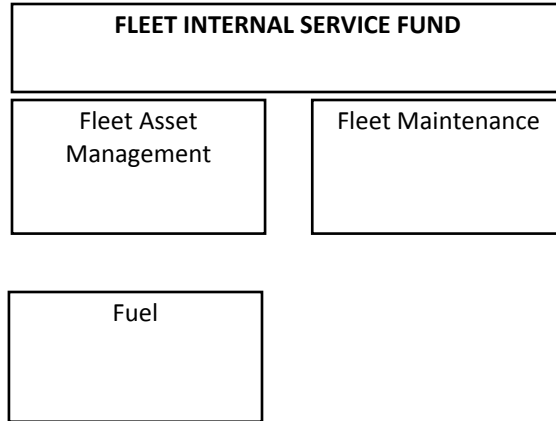 FLEET INTERNAL SERVICE FUND
Fleet Asset
Management
Fleet Maintenance
Fuel